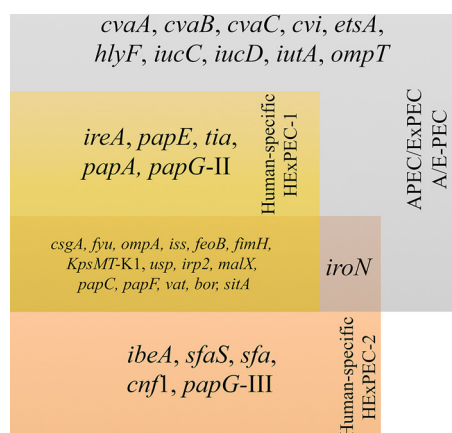 cvaA, cvaB, cvaC, cvi, etsA,
hlyF, iucC, iucD, iutA, ompT
APEC/ExPEC
A/E-PEC
ireA, papE, tia,
papA, papG-II
Human-specific
HExPEC-1
csgA, fyu, ompA, iss, feoB, fimH,
KpsMT-K1, usp, irp2, malX,
papC, papF, vat, bor, sitA
iroN
ibeA, sfaS, sfa,
cnf1, papG-III
Human-specific
HExPEC-2